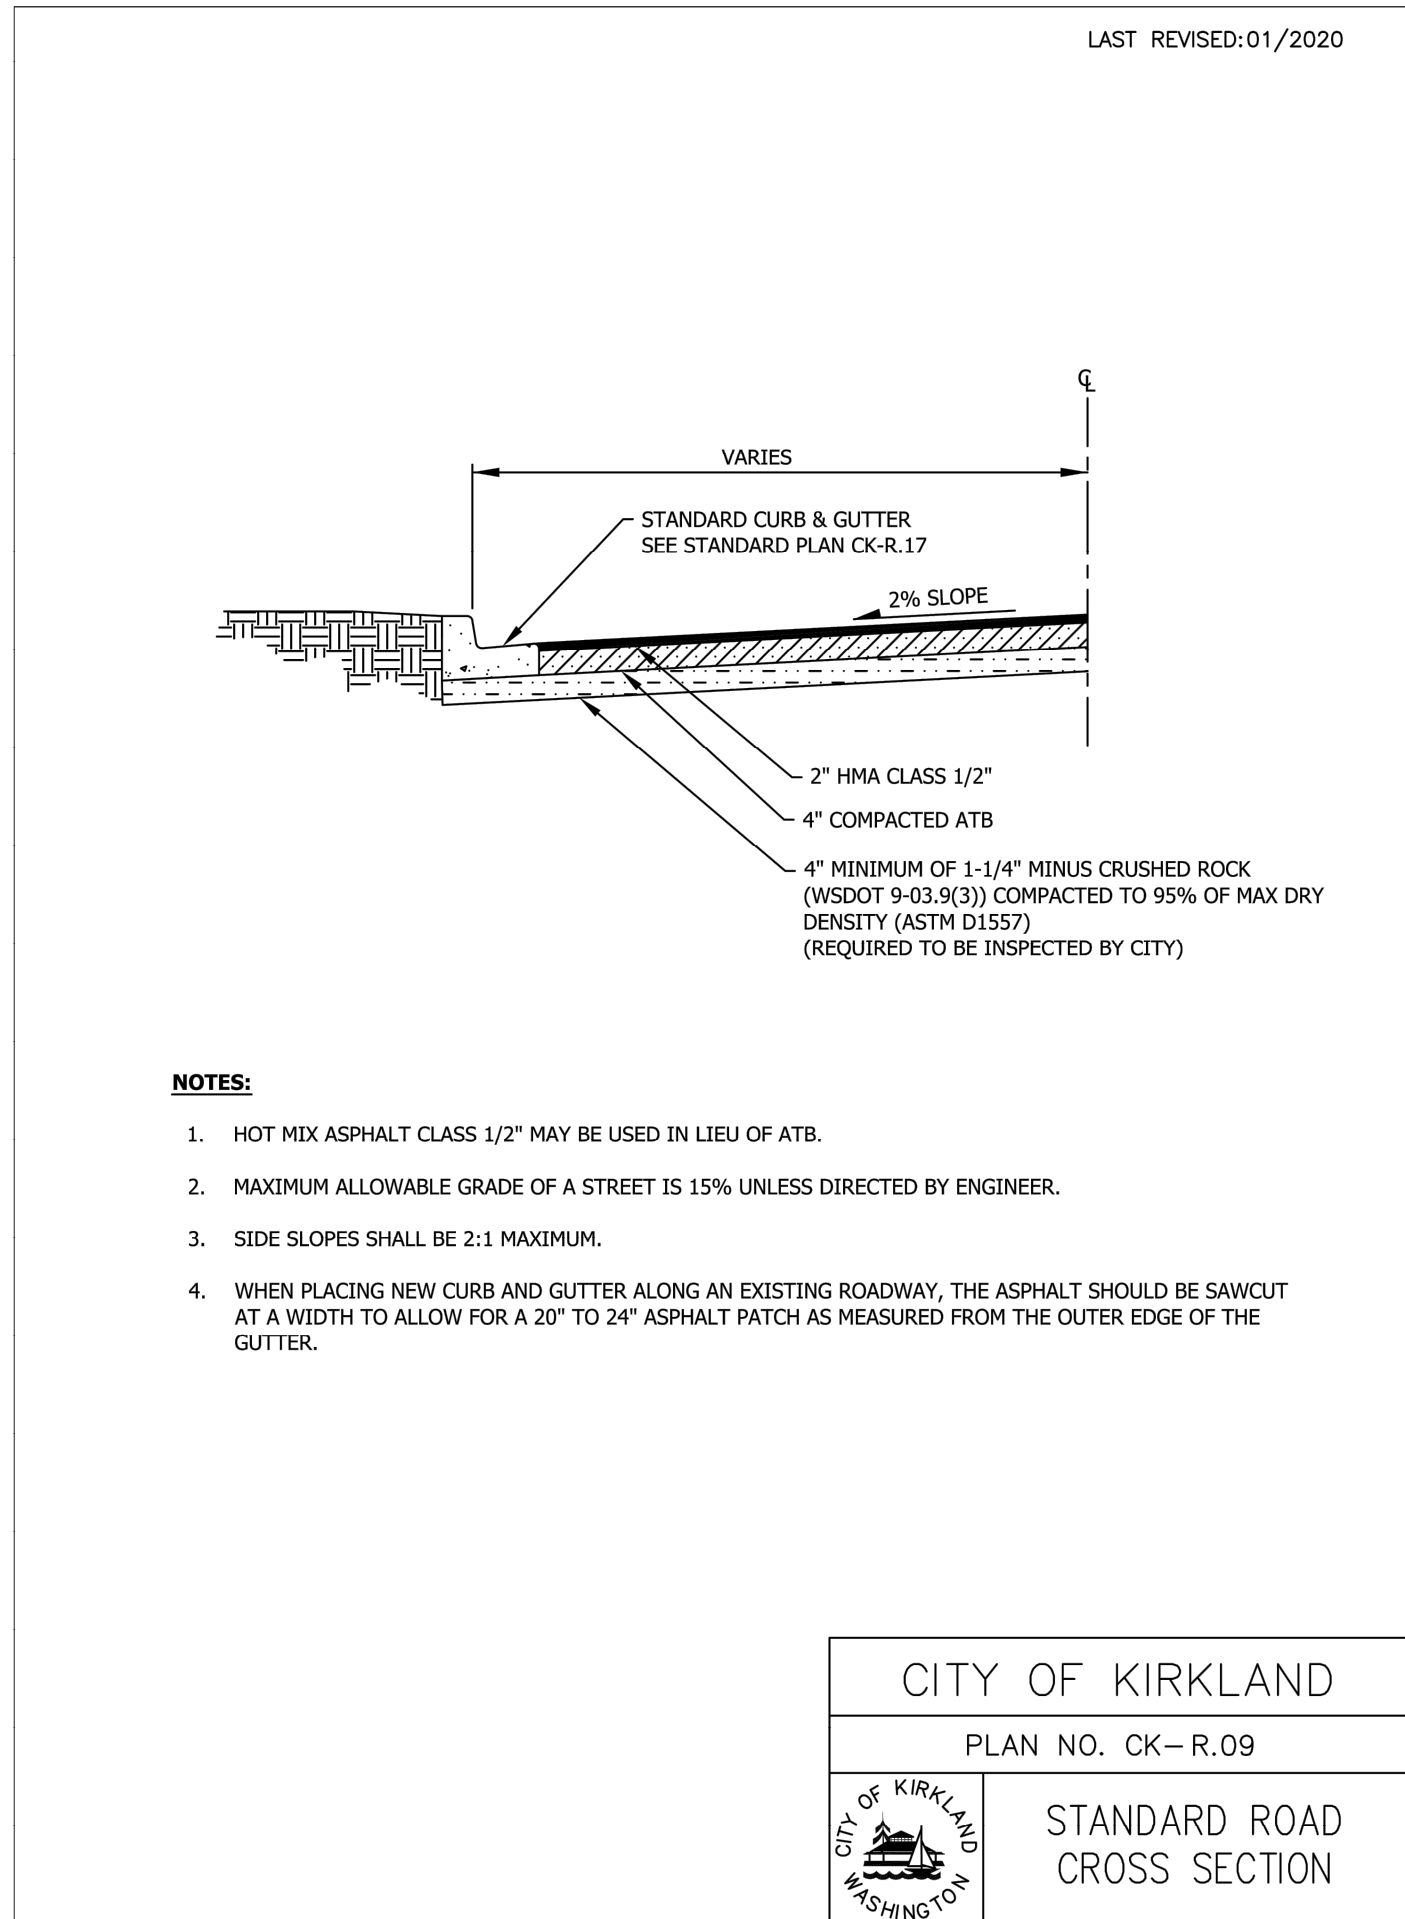 LAST REVISED:01/2020
℄
VARIES
STANDARD CURB & GUTTER
SEE STANDARD PLAN CK-R.17
2% SLOPE
2" HMA CLASS 1/2"
4" COMPACTED ATB
4" MINIMUM OF 1-1/4" MINUS CRUSHED ROCK
(WSDOT 9-03.9(3)) COMPACTED TO 95% OF MAX DRY
DENSITY (ASTM D1557)
(REQUIRED TO BE INSPECTED BY CITY)
NOTES:
1. HOT MIX ASPHALT CLASS 1/2" MAY BE USED IN LIEU OF ATB.
2. MAXIMUM ALLOWABLE GRADE OF A STREET IS 15% UNLESS DIRECTED BY ENGINEER.
3. SIDE SLOPES SHALL BE 2:1 MAXIMUM.
4. WHEN PLACING NEW CURB AND GUTTER ALONG AN EXISTING ROADWAY, THE ASPHALT SHOULD BE SAWCUT
AT A WIDTH TO ALLOW FOR A 20" TO 24" ASPHALT PATCH AS MEASURED FROM THE OUTER EDGE OF THE
GUTTER.
CITY OF KIRKLAND
PLAN NO. CK-R.09
CITY OF KIRKLAND
WASHINGTON
STANDARD ROAD
CROSS SECTION